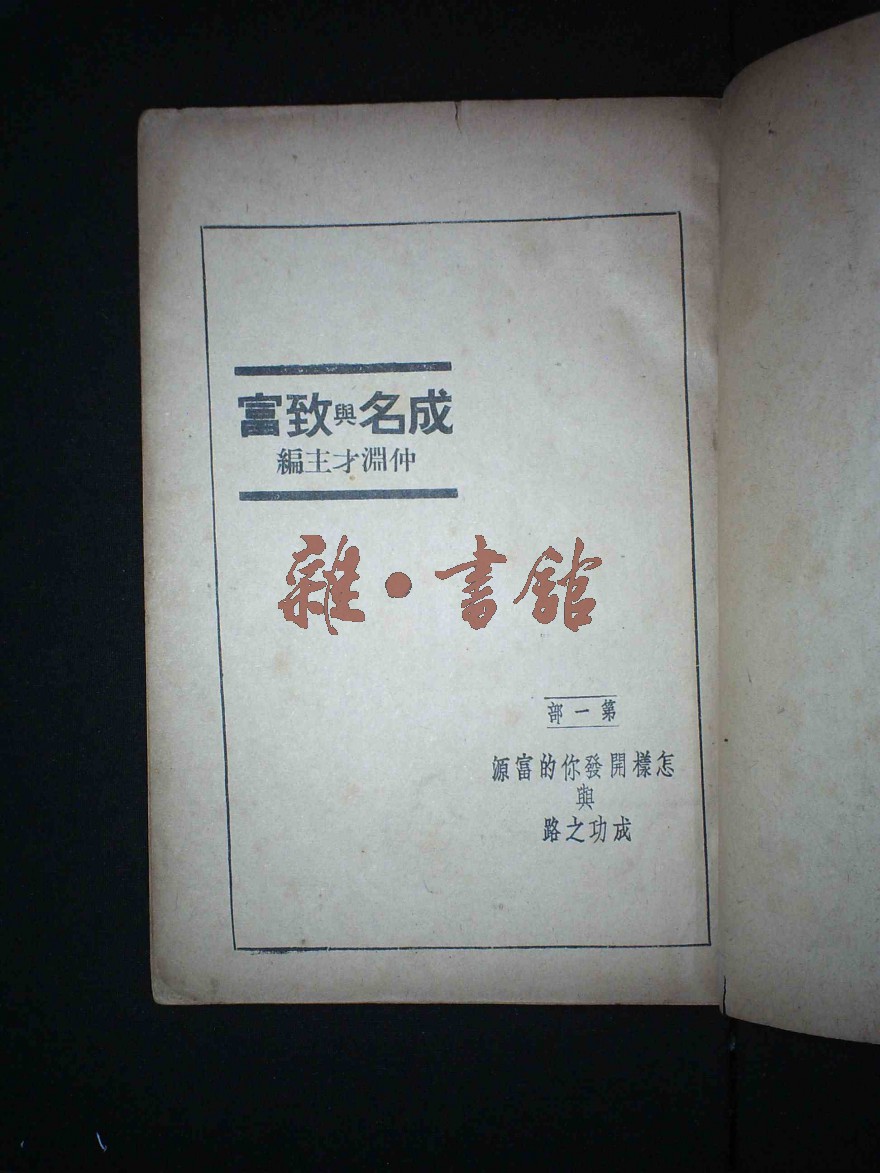 成名與致富
仲淵才主編
雜·書舘
第一部
怎樣開發你的富源
與
成功之路